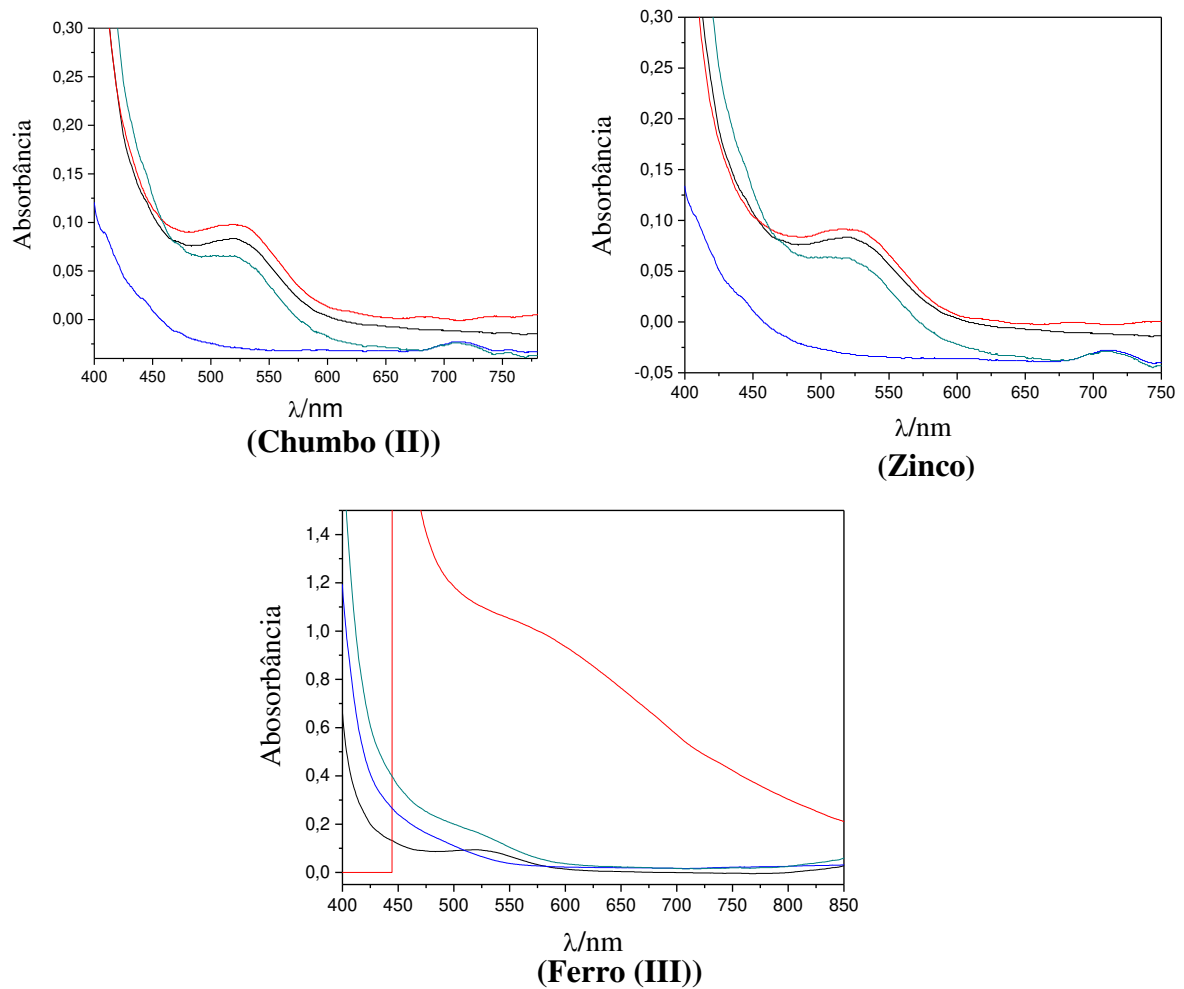 0,30
0,25
0,20
0,15
0,10
0,05
0,00
Absorbância
400 450 500 550 600 650 700 750
λ/nm
(Chumbo (II))
0,30
0,25
0,20
0,15
0,10
0,05
0,00
-0,05
Absorbância
400 450 500 550 600 650 700 750
λ/nm
(Zinco)
1,4
1,2
1,0
0,8
0,6
0,4
0,2
0,0
Abosorbância
400 450 500 550 600 650 700 750 800 850
λ/nm
(Ferro (III))